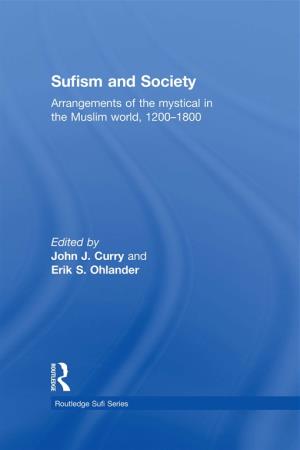 Sufism and Society
Arrangements of the mystical in
the Muslim world, 1200–1800
Edited by
John J. Curry and
Erik S. Ohlander
ROUTLEDGE
Routledge Sufi Series